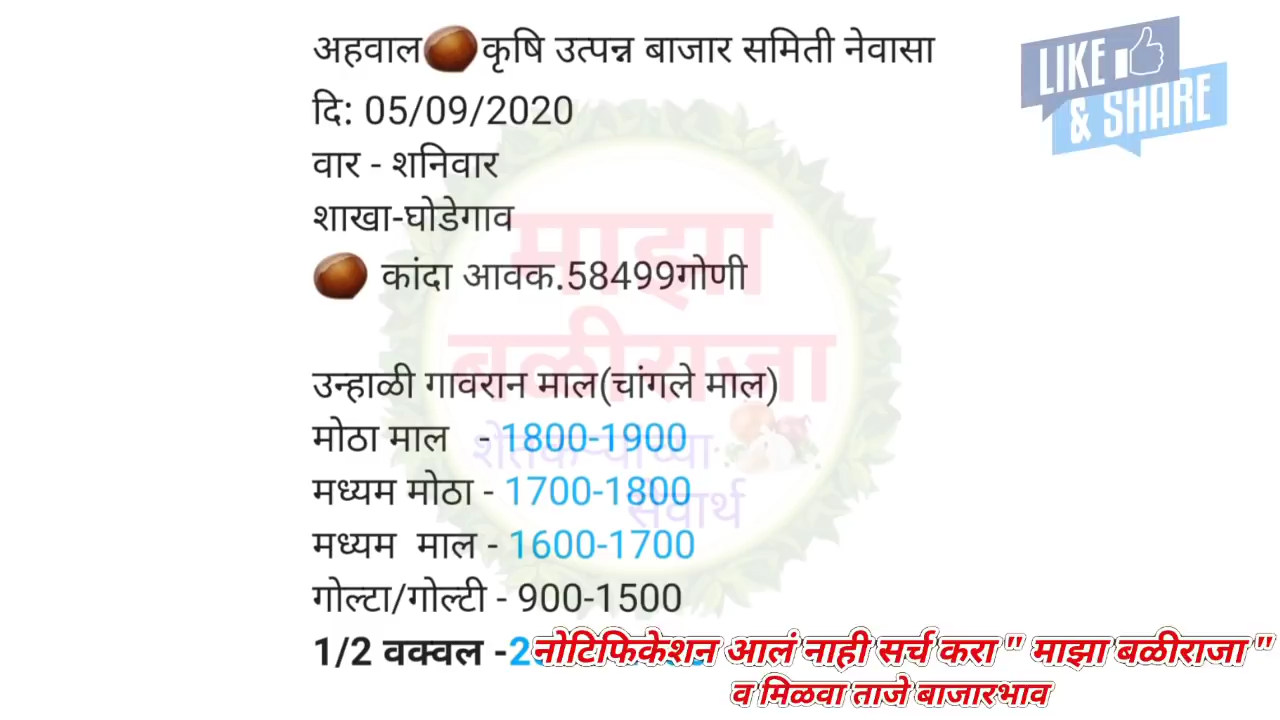 अहवाल🌰कृषि उत्पन्न बाजार समिती नेवासा
दि: 05/09/2020
वार - शनिवार
शाखा-घोडेगाव
🌰 कांदा आवक.58499गोणी
उन्हाळी गावरान माल(चांगले माल)
मोठा माल - 1800-1900
मध्यम मोठा - 1700-1800
मध्यम माल - 1600-1700
गोल्टा/गोल्टी - 900-1500
1/2 वक्वल -
नोटिफिकेशन आलं नाही सर्च करा " माझा बळीराजा "
व मिळवा ताजे बाजारभाव
LIKE
& SHARE
माझा
बळीराजा
शेतकऱ्यांच्या
सेवार्थ